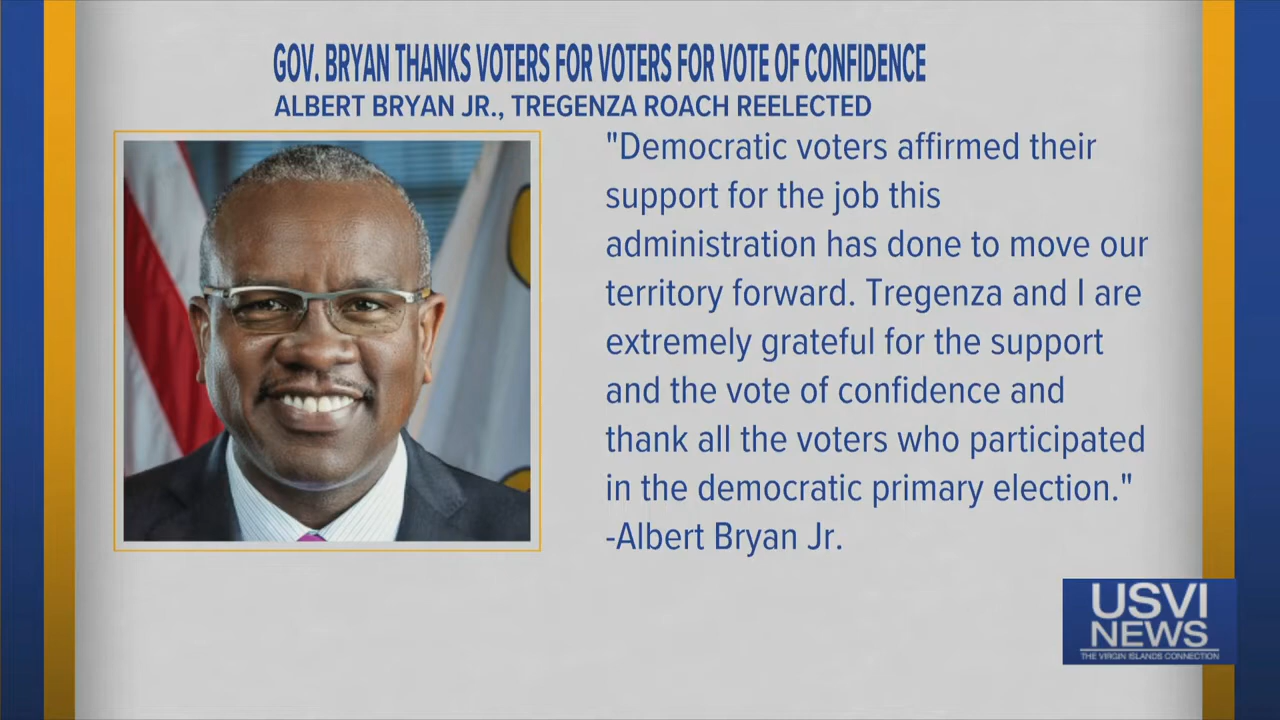 GOV. BRYAN THANKS VOTERS FOR VOTERS FOR VOTE OF CONFIDENCE
ALBERT BRYAN JR., TREGENZA ROACH REELECTED
"Democratic voters affirmed their
support for the job this
administration has done to move our
territory forward. Tregenza and I are
extremely grateful for the support
and the vote of confidence and
thank all the voters who participated
in the democratic primary election."
-Albert Bryan Jr.
USVI
NEWS
THE VIRGIN ISLANDS CONNECTION